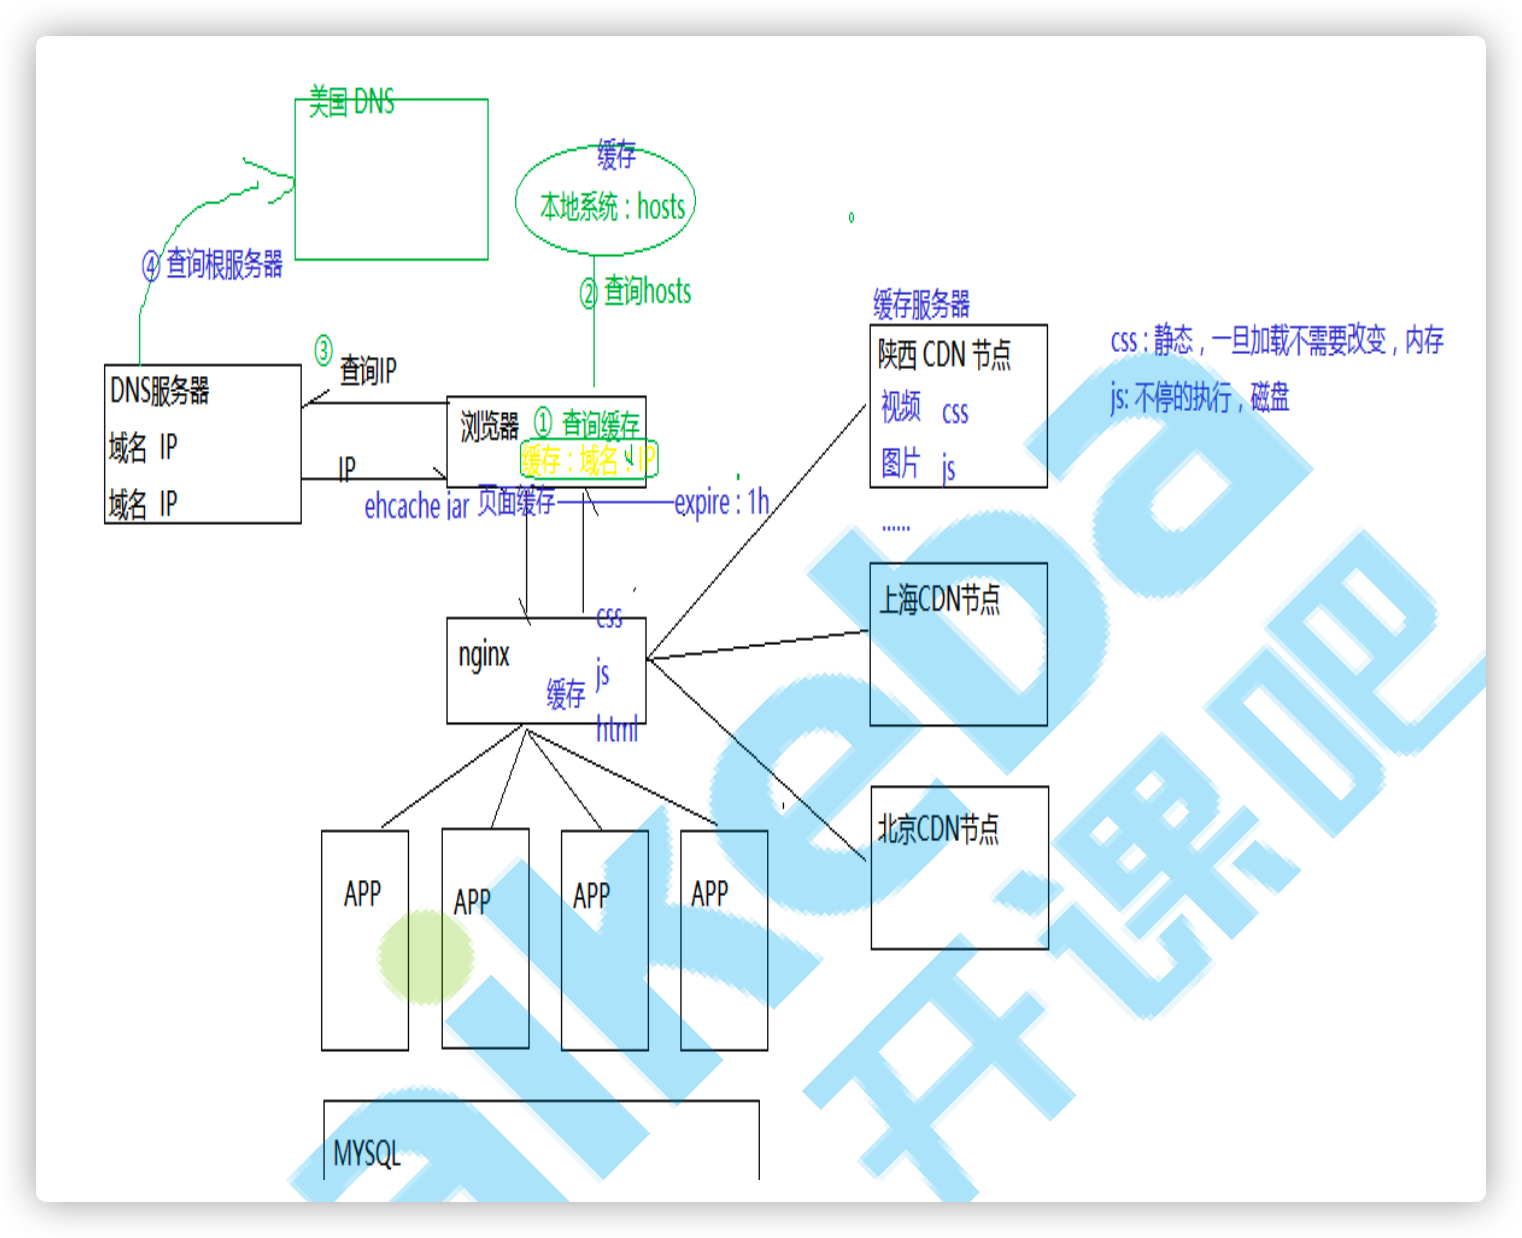 美国 DNS
缓存
本地系统：hosts
④ 查询根服务器
② 查询hosts
缓存服务器
③
查询IP
陕西 CDN 节点
css : 静态，一旦加载不需要改变，内存
DNS服务器
浏览器
① 查询缓存
视频 css
js: 不停的执行，磁盘
域名 IP
缓存：域名：IP
图片 js
IP
域名 IP
ehcache jar 页面缓存
expire : 1h
......
上海CDN节点
css
nginx
js
缓存
html
北京CDN节点
APP
APP
APP
APP
MYSQL
aikeba
开课吧